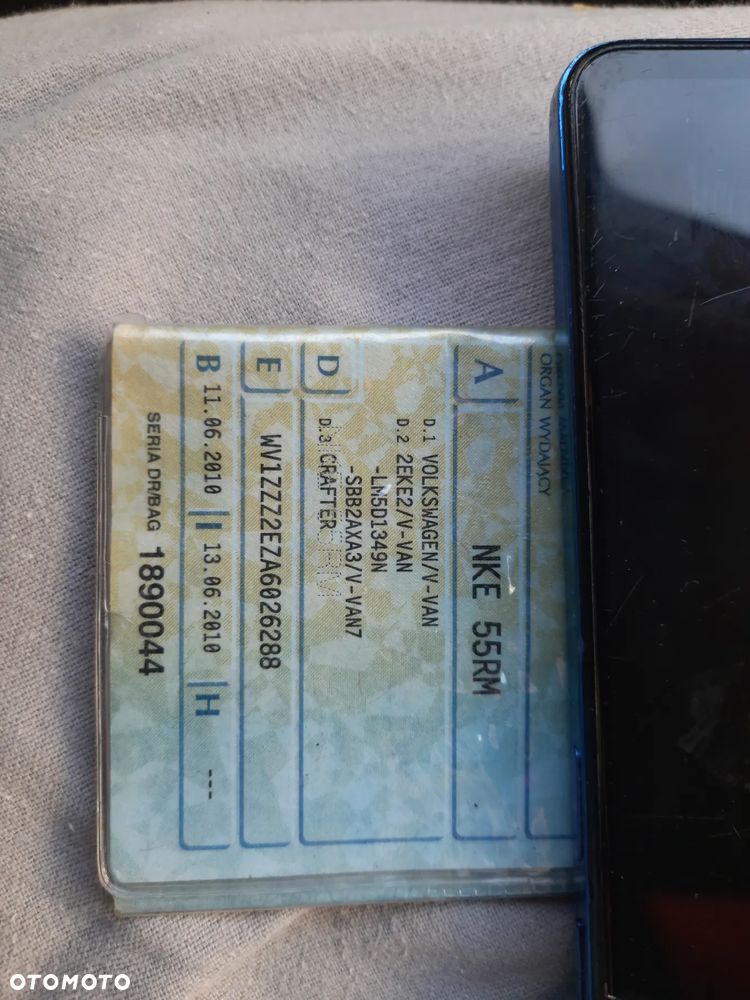 ORGAN WYDAJĄCY
A
NKE 55RM
D
D.1 VOLKSWAGEN/V-VAN
D.2 2EKE2/V-VAN
-LM5D1349N
-SBB2AXA3/V-VAN7
D.3 CRAFTER
E
WV1ZZZ2EZA6026288
B 11.06.2010 I 13.06.2010 H ---
SERIA DR/BAG 1890044
OTOMOTO